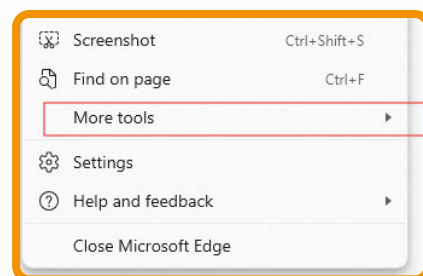 Screenshot Ctrl+Shift+S
Find on page Ctrl+F
More tools
Settings
Help and feedback
Close Microsoft Edge